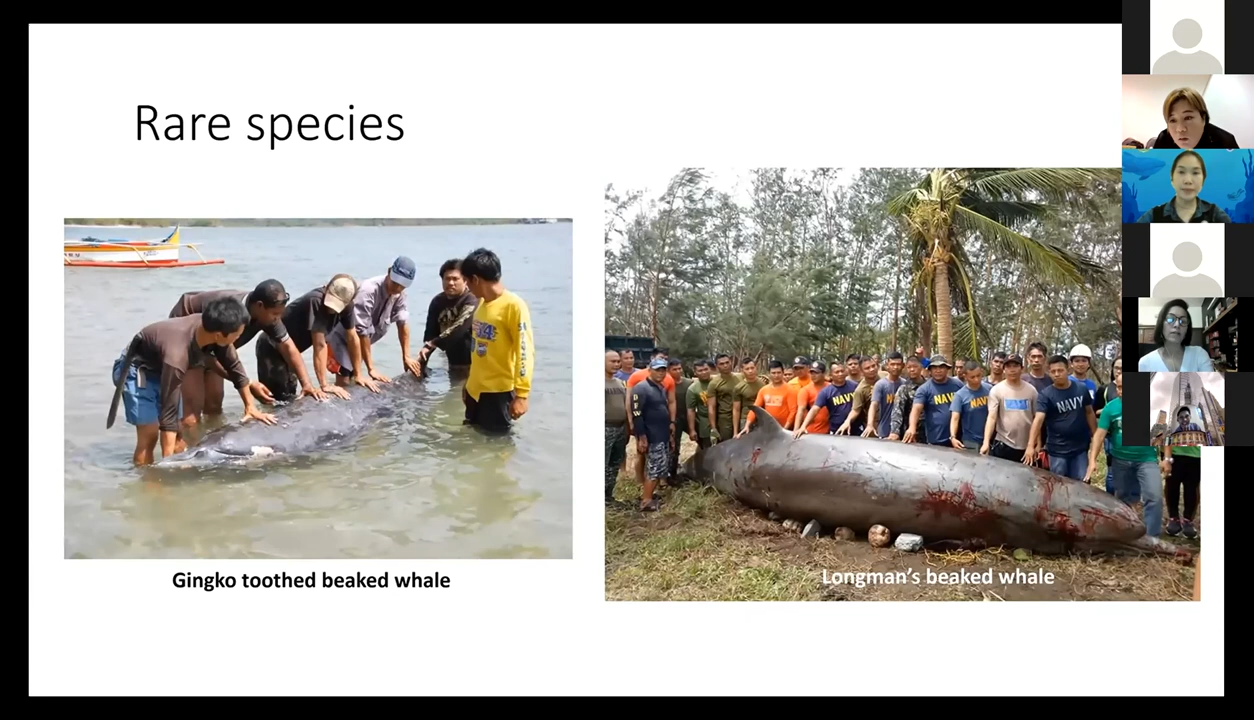 Rare species
Gingko toothed beaked whale
Longman's beaked whale
NAVY
NAVY
NAVY